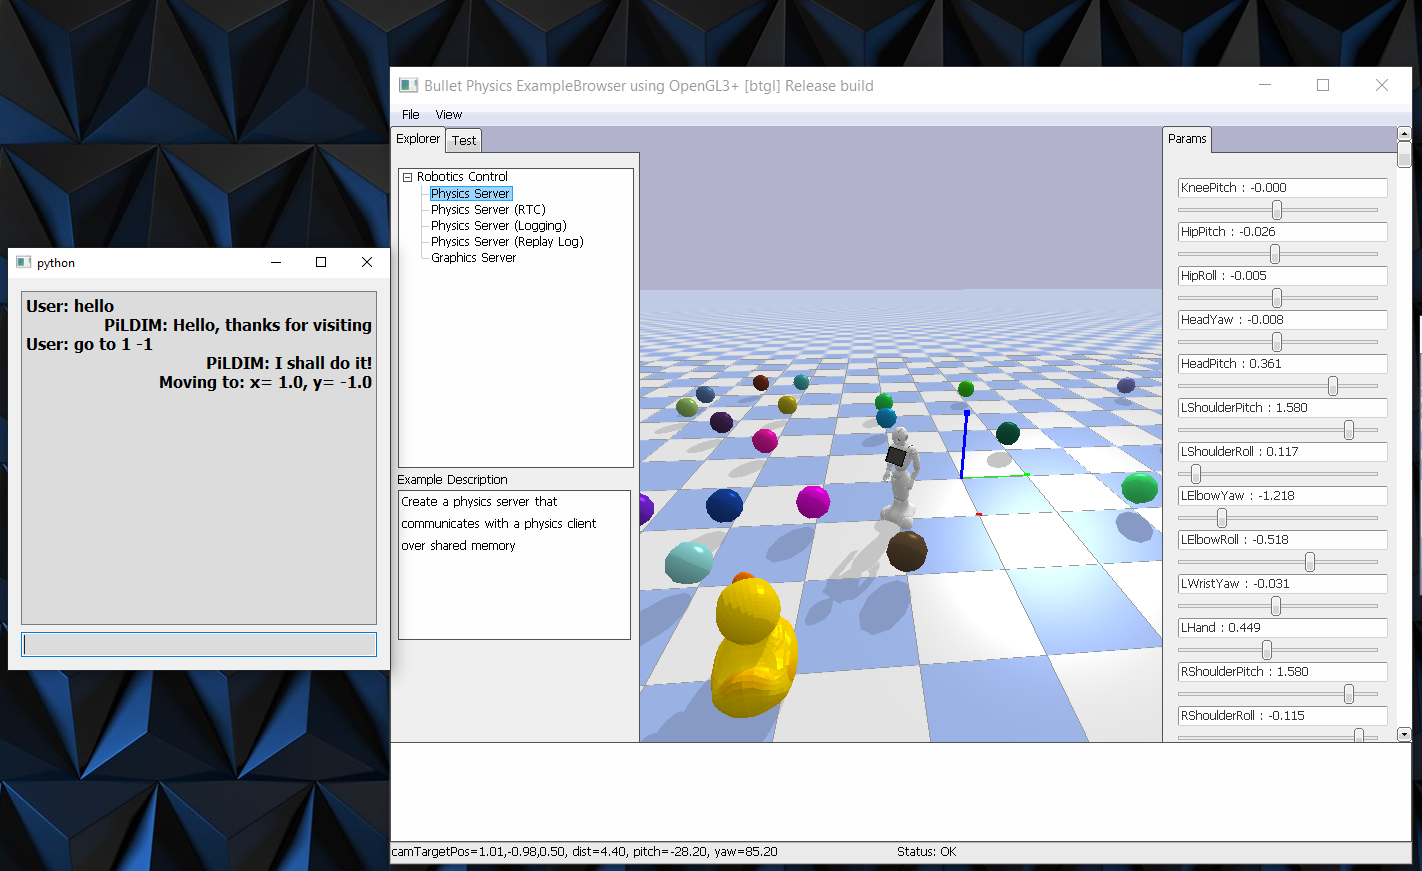 Bullet Physics ExampleBrowser using OpenGL3+ [btgl] Release build
File View
Explorer Test
Robotics Control
Physics Server
Physics Server (RTC)
Physics Server (Logging)
Physics Server (Replay Log)
Graphics Server
Example Description
Create a physics server that
communicates with a physics client
over shared memory
python
User: hello
PiLDIM: Hello, thanks for visiting
User: go to 1 -1
PiLDIM: I shall do it!
Moving to: x= 1.0, y= -1.0
Params
KneePitch : -0.000
HipPitch : -0.026
HipRoll : -0.005
HeadYaw : -0.008
HeadPitch : 0.361
LShoulderPitch : 1.580
LShoulderRoll : 0.117
LElbowYaw : -1.218
LElbowRoll : -0.518
LWristYaw : -0.031
LHand : 0.449
RShoulderPitch : 1.580
RShoulderRoll : -0.115
camTargetPos=1.01,-0.98,0.50, dist=4.40, pitch=-28.20, yaw=85.20
Status: OK